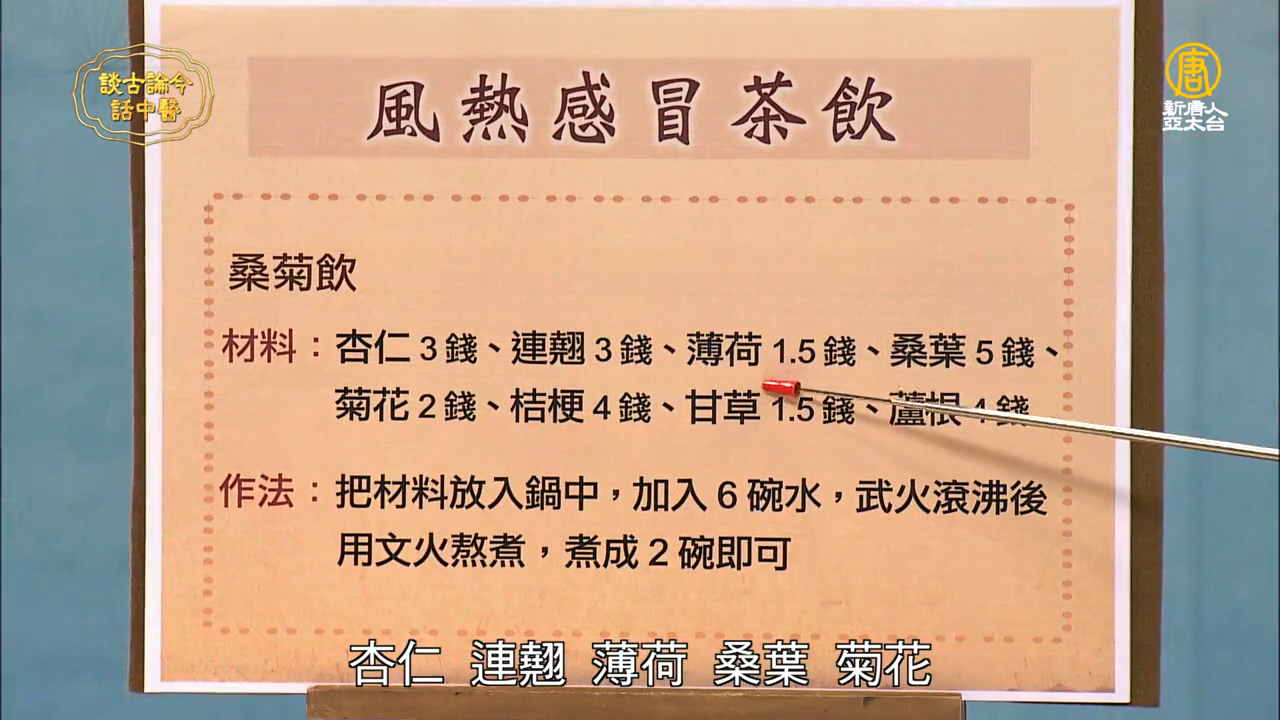 談古論今
話中醫
新唐人
亞太台
風熱感冒茶飲
桑菊飲
材料：杏仁 3 錢、連翹 3 錢、薄荷 1.5 錢、桑葉 5 錢、
菊花 2 錢、桔梗 4 錢、甘草 1.5 錢、蘆根 4 錢
作法：把材料放入鍋中，加入 6 碗水，武火滾沸後
用文火熬煮，煮成 2 碗即可
杏仁 連翹 薄荷 桑葉 菊花